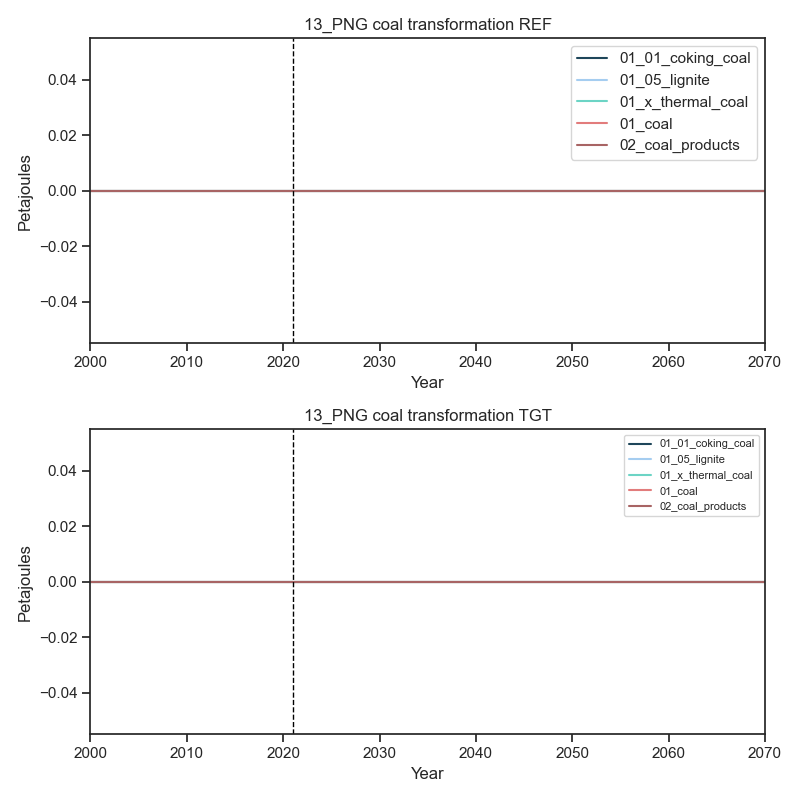 13_PNG coal transformation REF
01_01_coking_coal
01_05_lignite
01_x_thermal_coal
01_coal
02_coal_products
0.04
0.02
0.00
−0.02
−0.04
Petajoules
2000 2010 2020 2030 2040 2050 2060 2070
Year
13_PNG coal transformation TGT
01_01_coking_coal
01_05_lignite
01_x_thermal_coal
01_coal
02_coal_products
0.04
0.02
0.00
−0.02
−0.04
Petajoules
2000 2010 2020 2030 2040 2050 2060 2070
Year